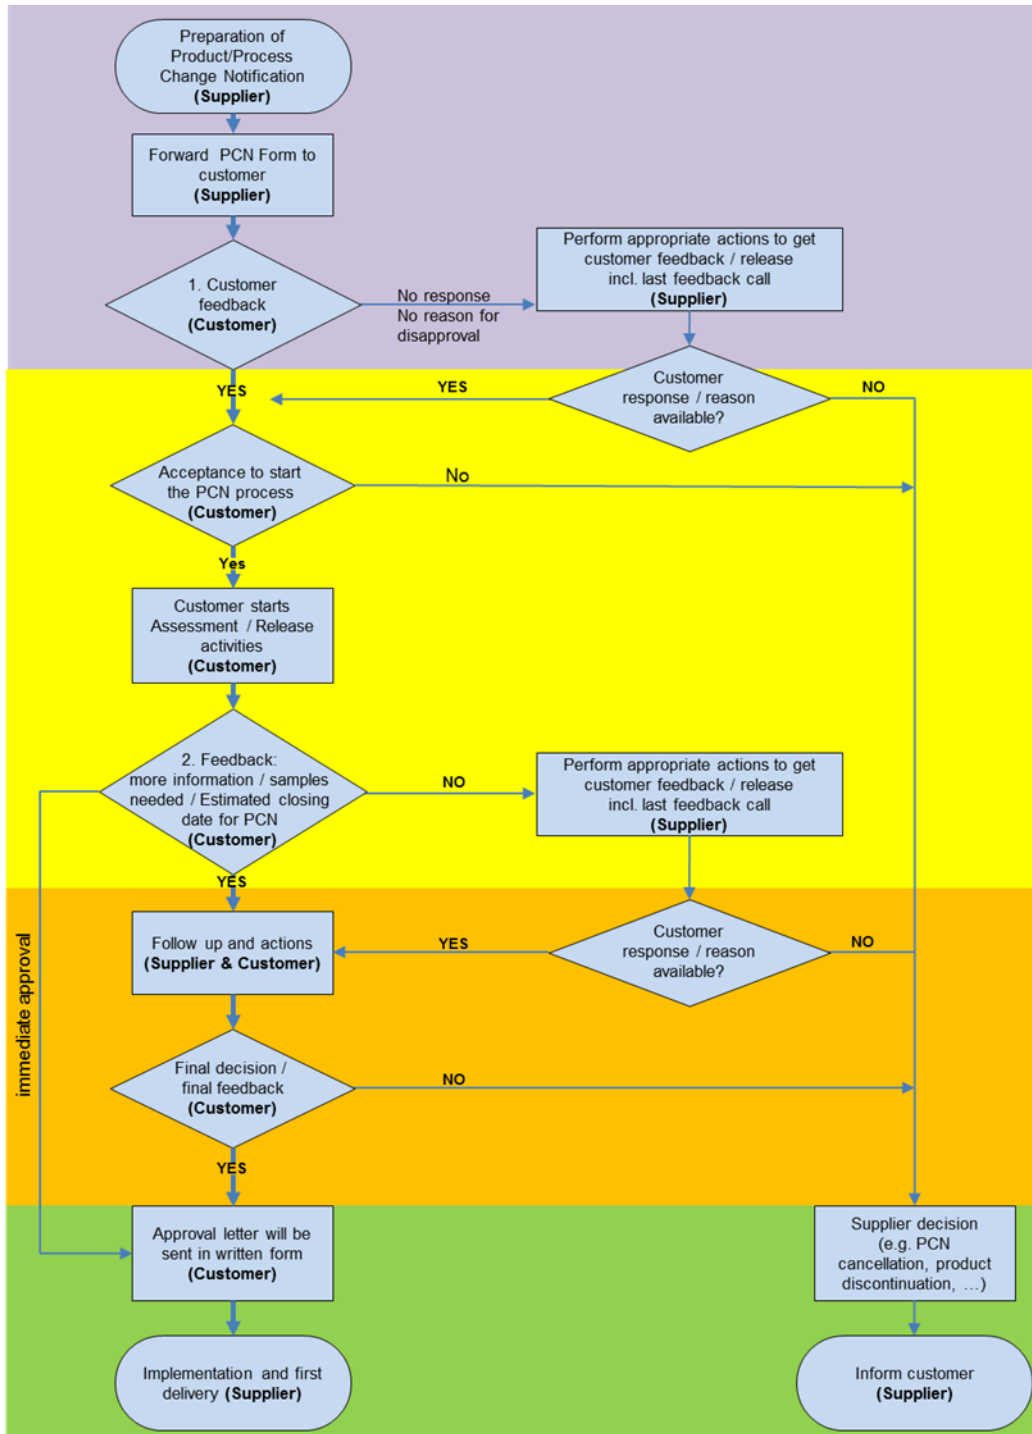 Preparation of
Product/Process
Change Notification
(Supplier)
Forward PCN Form to
customer
(Supplier)
1. Customer
feedback
(Customer)
No response
No reason for
disapproval
Perform appropriate actions to get
customer feedback / release
incl. last feedback call
(Supplier)
YES
YES
Customer
response / reason
available?
NO
Acceptance to start
the PCN process
(Customer)
No
Yes
Customer starts
Assessment / Release
activities
(Customer)
2. Feedback:
more information / samples
needed / Estimated closing
date for PCN
(Customer)
NO
Perform appropriate actions to get
customer feedback / release
incl. last feedback call
(Supplier)
YES
immediate approval
Follow up and actions
(Supplier & Customer)
YES
Customer
response / reason
available?
NO
Final decision /
final feedback
(Customer)
NO
YES
Approval letter will be
sent in written form
(Customer)
Supplier decision
(e.g. PCN
cancellation, product
discontinuation, …)
Implementation and first
delivery (Supplier)
Inform customer
(Supplier)